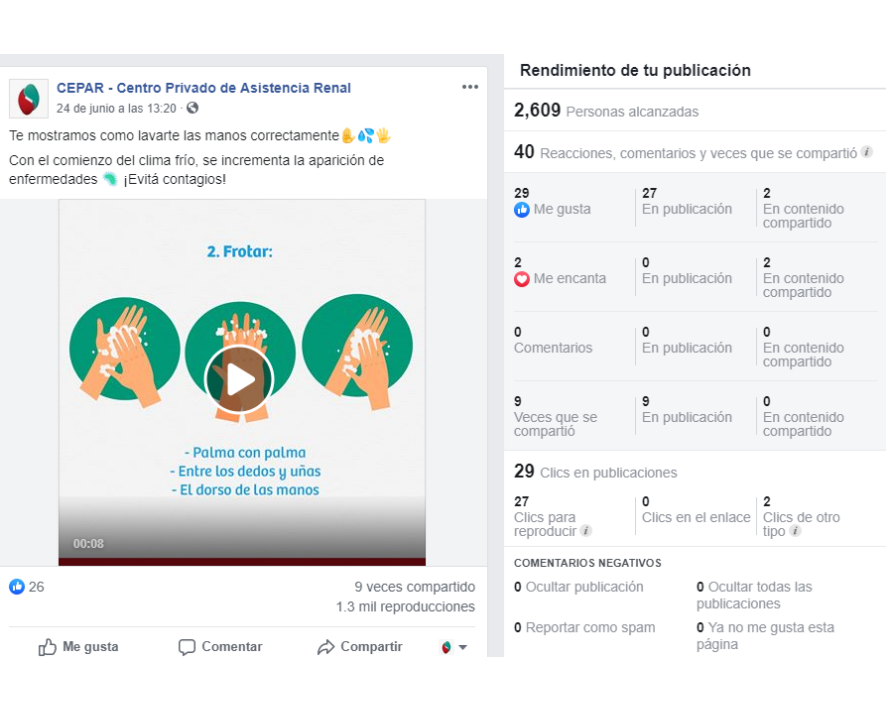 CEPAR - Centro Privado de Asistencia Renal
24 de junio a las 13:20 ·
Te mostramos como lavarte las manos correctamente✋💦🖐
Con el comienzo del clima frío, se incrementa la aparición de
enfermedades 🦠 ¡Evitá contagios!
2. Frotar:
- Palma con palma
- Entre los dedos y uñas
- El dorso de las manos
00:08
26
9 veces compartido
1.3 mil reproducciones
Me gusta
Comentar
Compartir
Rendimiento de tu publicación
2,609 Personas alcanzadas
40 Reacciones, comentarios y veces que se compartió
29
Me gusta
27
En publicación
2
En contenido
compartido
2
Me encanta
0
En publicación
2
En contenido
compartido
0
Comentarios
0
En publicación
0
En contenido
compartido
9
Veces que se
compartió
9
En publicación
0
En contenido
compartido
29 Clics en publicaciones
27
Clics para
reproducir
0
Clics en el enlace
2
Clics de otro
tipo
COMENTARIOS NEGATIVOS
0 Ocultar publicación
0 Ocultar todas las
publicaciones
0 Reportar como spam
0 Ya no me gusta esta
página